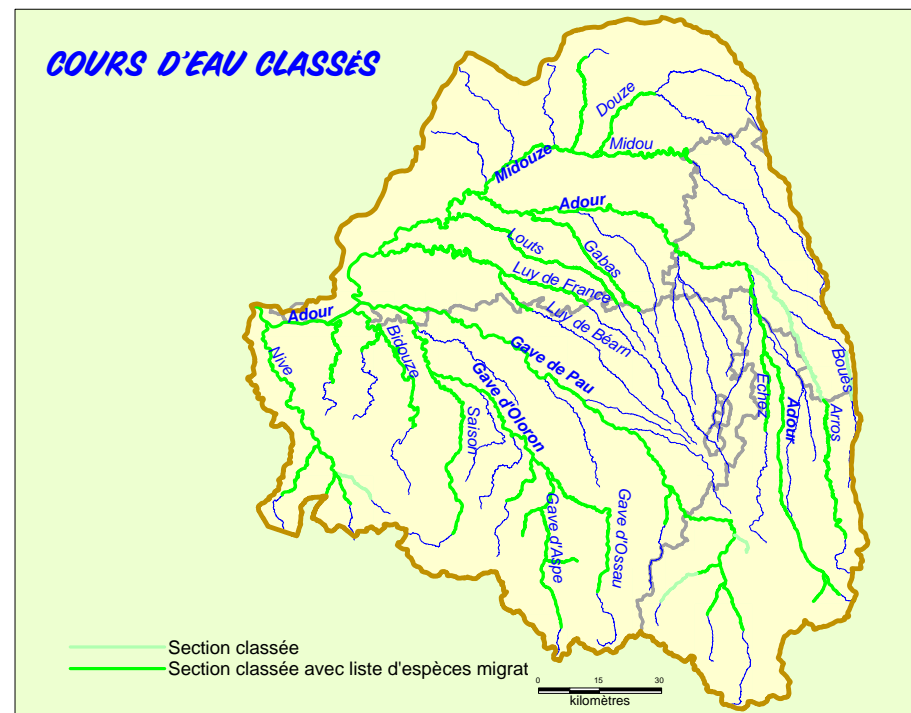 COURS D'EAU CLASSÉS
Douze
Midou
Midouze
Adour
Louts
Gabas
Luy de France
Luy de Béarn
Adour
Nive
Bidouze
Gave de Pau
Gave d'Oloron
Saison
Echez
Adour
Bouès
Arros
Gave d'Aspe
Gave d'Ossau
Section classée
Section classée avec liste d'espèces migrat
0 15 30
kilomètres